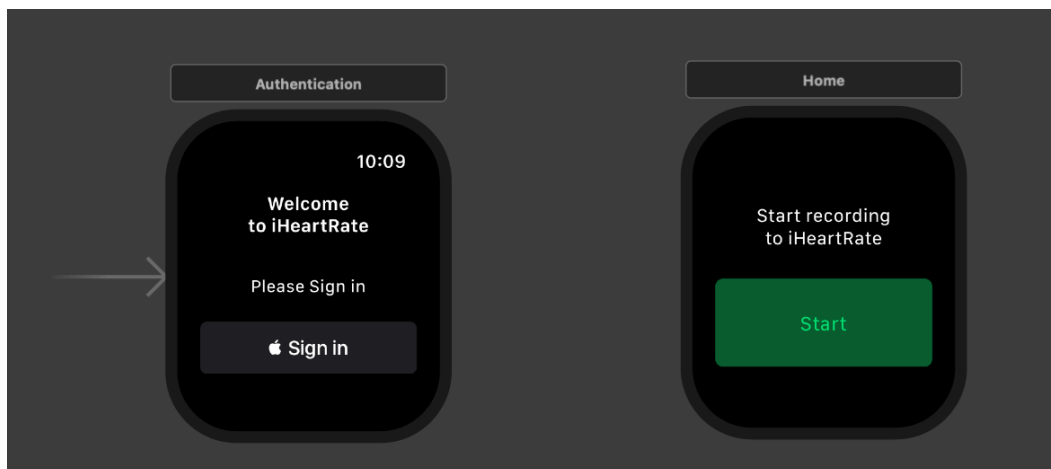 Authentication
10:09
Welcome
to iHeartRate
Please Sign in
Sign in
Home
Start recording
to iHeartRate
Start